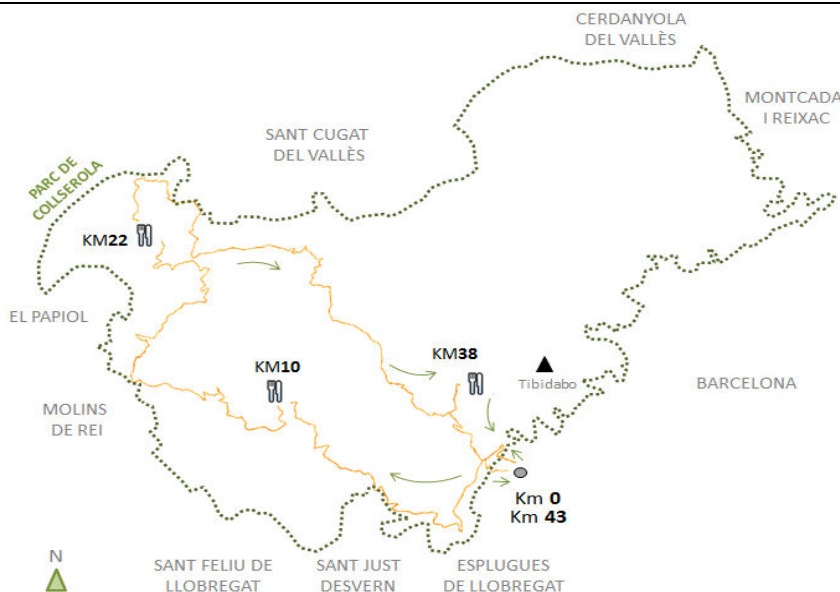 CERDANYOLA
DEL VALLÈS
MONTCADA
I REIXAC
SANT CUGAT
DEL VALLÈS
PARC DE
COLLSEROLA
KM22
EL PAPIOL
KM38
KM10
Tibidabo
BARCELONA
MOLINS
DE REI
Km 0
Km 43
N
SANT FELIU DE
LLOBREGAT
SANT JUST
DESVERN
ESPLUGUES
DE LLOBREGAT